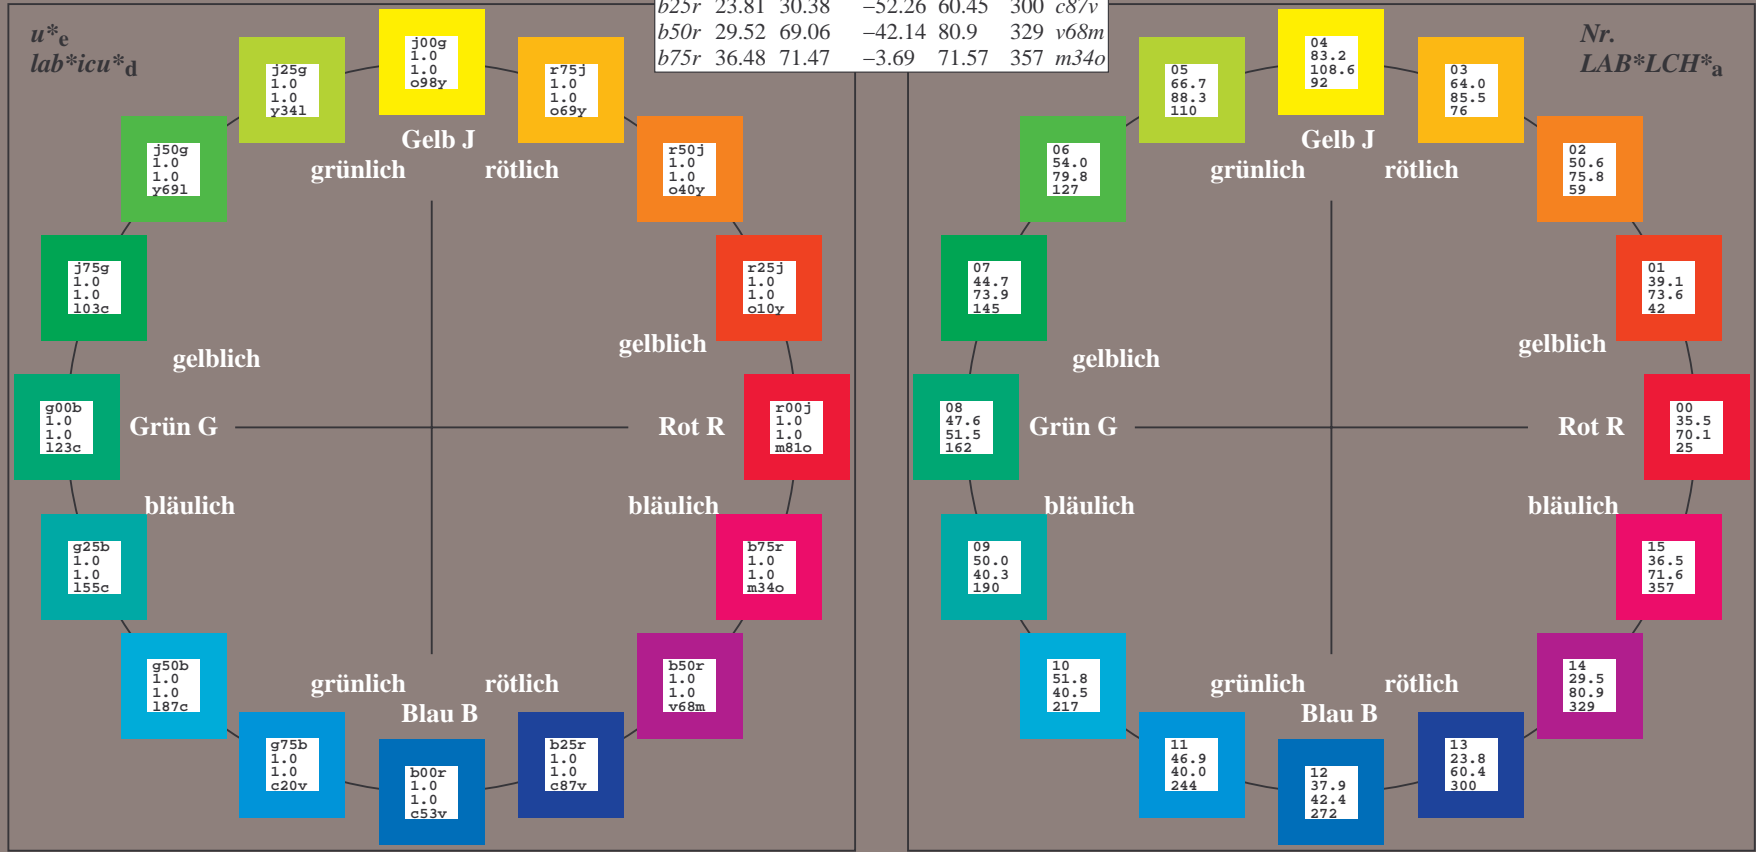 b25r 23.81 30.38 −52.26 60.45 300 c87v
b50r 29.52 69.06 −42.14 80.9 329 v68m
b75r 36.48 71.47 −3.69 71.57 357 m34o
u*e
lab*icu*d
j00g
1.0
1.0
o98y
j25g
1.0
1.0
y34l
r75j
1.0
1.0
o69y
Gelb J
grünlich rötlich
j50g
1.0
1.0
y69l
r50j
1.0
1.0
o40y
j75g
1.0
1.0
l03c
r25j
1.0
1.0
o10y
gelblich
gelblich
g00b
1.0
1.0
l23c
Grün G
Rot R
r00j
1.0
1.0
m81o
bläulich
bläulich
g25b
1.0
1.0
l55c
b75r
1.0
1.0
m34o
g50b
1.0
1.0
l87c
b50r
1.0
1.0
v68m
grünlich rötlich
Blau B
g75b
1.0
1.0
c20v
b00r
1.0
1.0
c53v
b25r
1.0
1.0
c87v
Nr.
LAB*LCH*a
04
83.2
108.6
92
05
66.7
88.3
110
03
64.0
85.5
76
Gelb J
grünlich rötlich
06
54.0
79.8
127
02
50.6
75.8
59
07
44.7
73.9
145
01
39.1
73.6
42
gelblich
gelblich
08
47.6
51.5
162
Grün G
Rot R
00
35.5
70.1
25
bläulich
bläulich
09
50.0
40.3
190
15
36.5
71.6
357
10
51.8
40.5
217
14
29.5
80.9
329
grünlich rötlich
Blau B
11
46.9
40.0
244
12
37.9
42.4
272
13
23.8
60.4
300